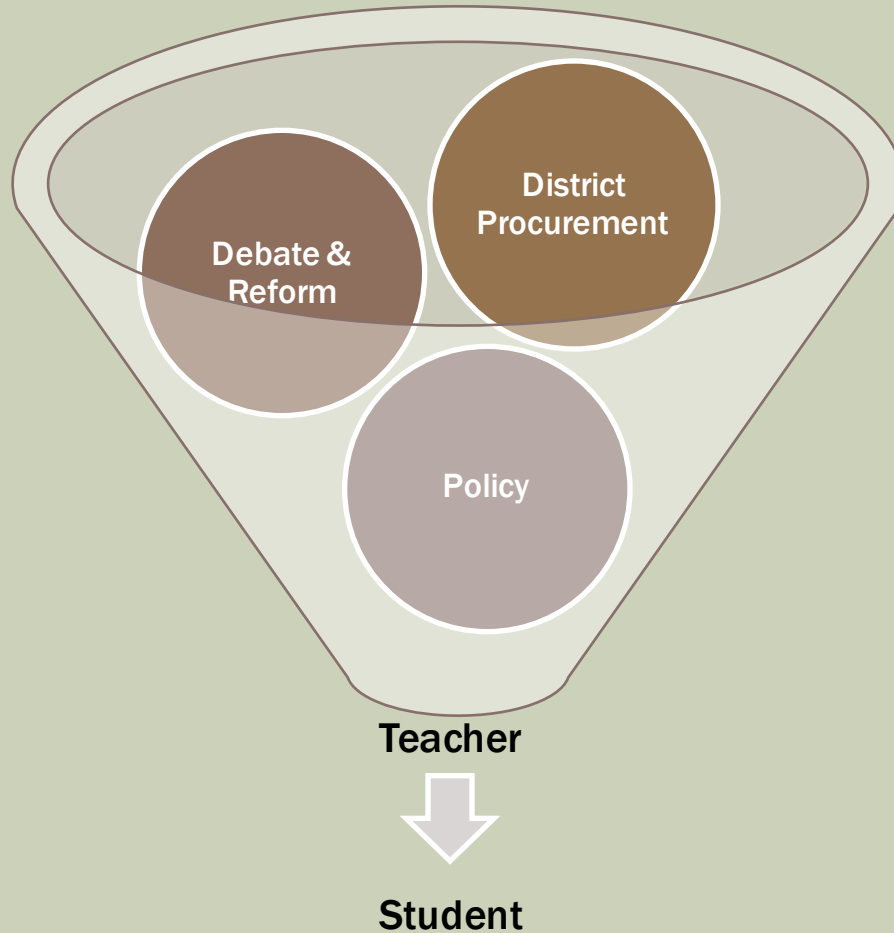 District
Procurement
Debate &
Reform
Policy
Teacher
Student